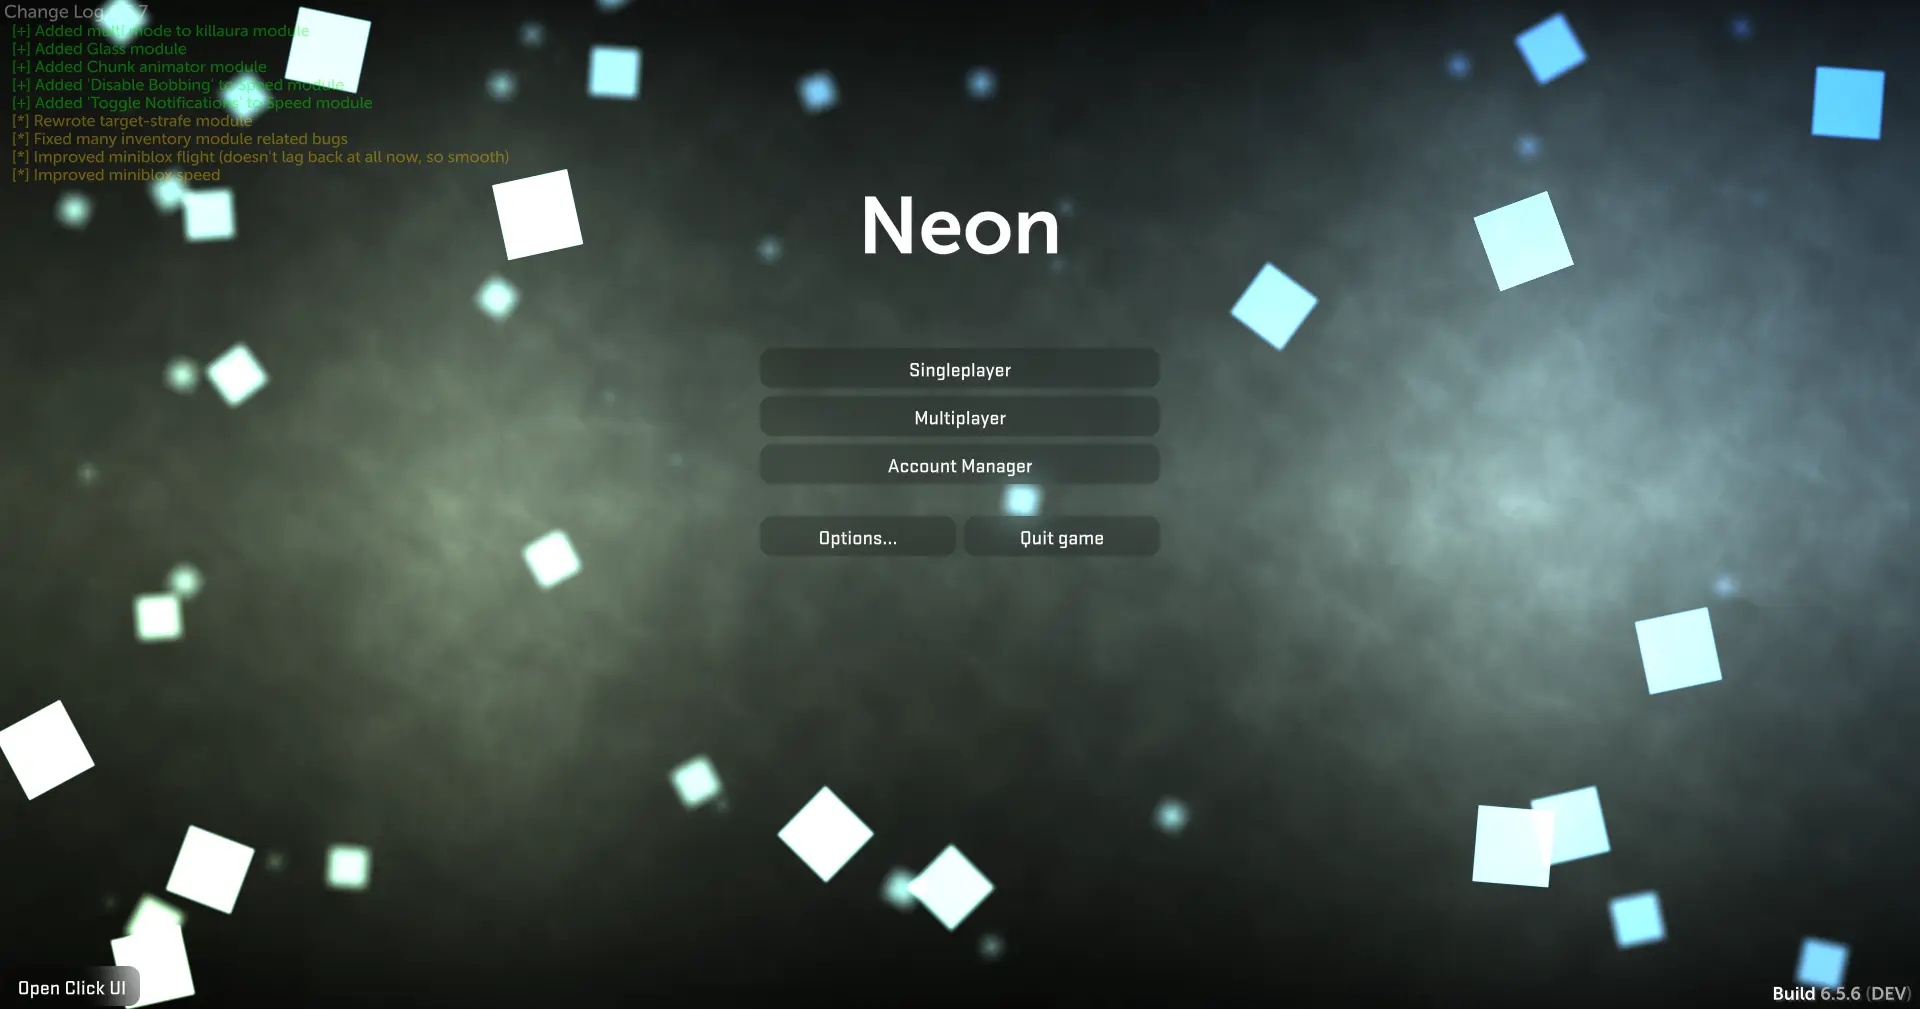 Change Log 7
[+] Added multi mode to killaura module
[+] Added Glass module
[+] Added Chunk animator module
[+] Added 'Disable Bobbing' to Speed module
[+] Added 'Toggle Notifications' to Speed module
[*] Rewrote target-strafe module
[*] Fixed many inventory module related bugs
[*] Improved miniblox flight (doesn't lag back at all now, so smooth)
[*] Improved miniblox speed
Neon
Singleplayer
Multiplayer
Account Manager
Options...
Quit game
Open Click UI
Build 6.5.6 (DEV)